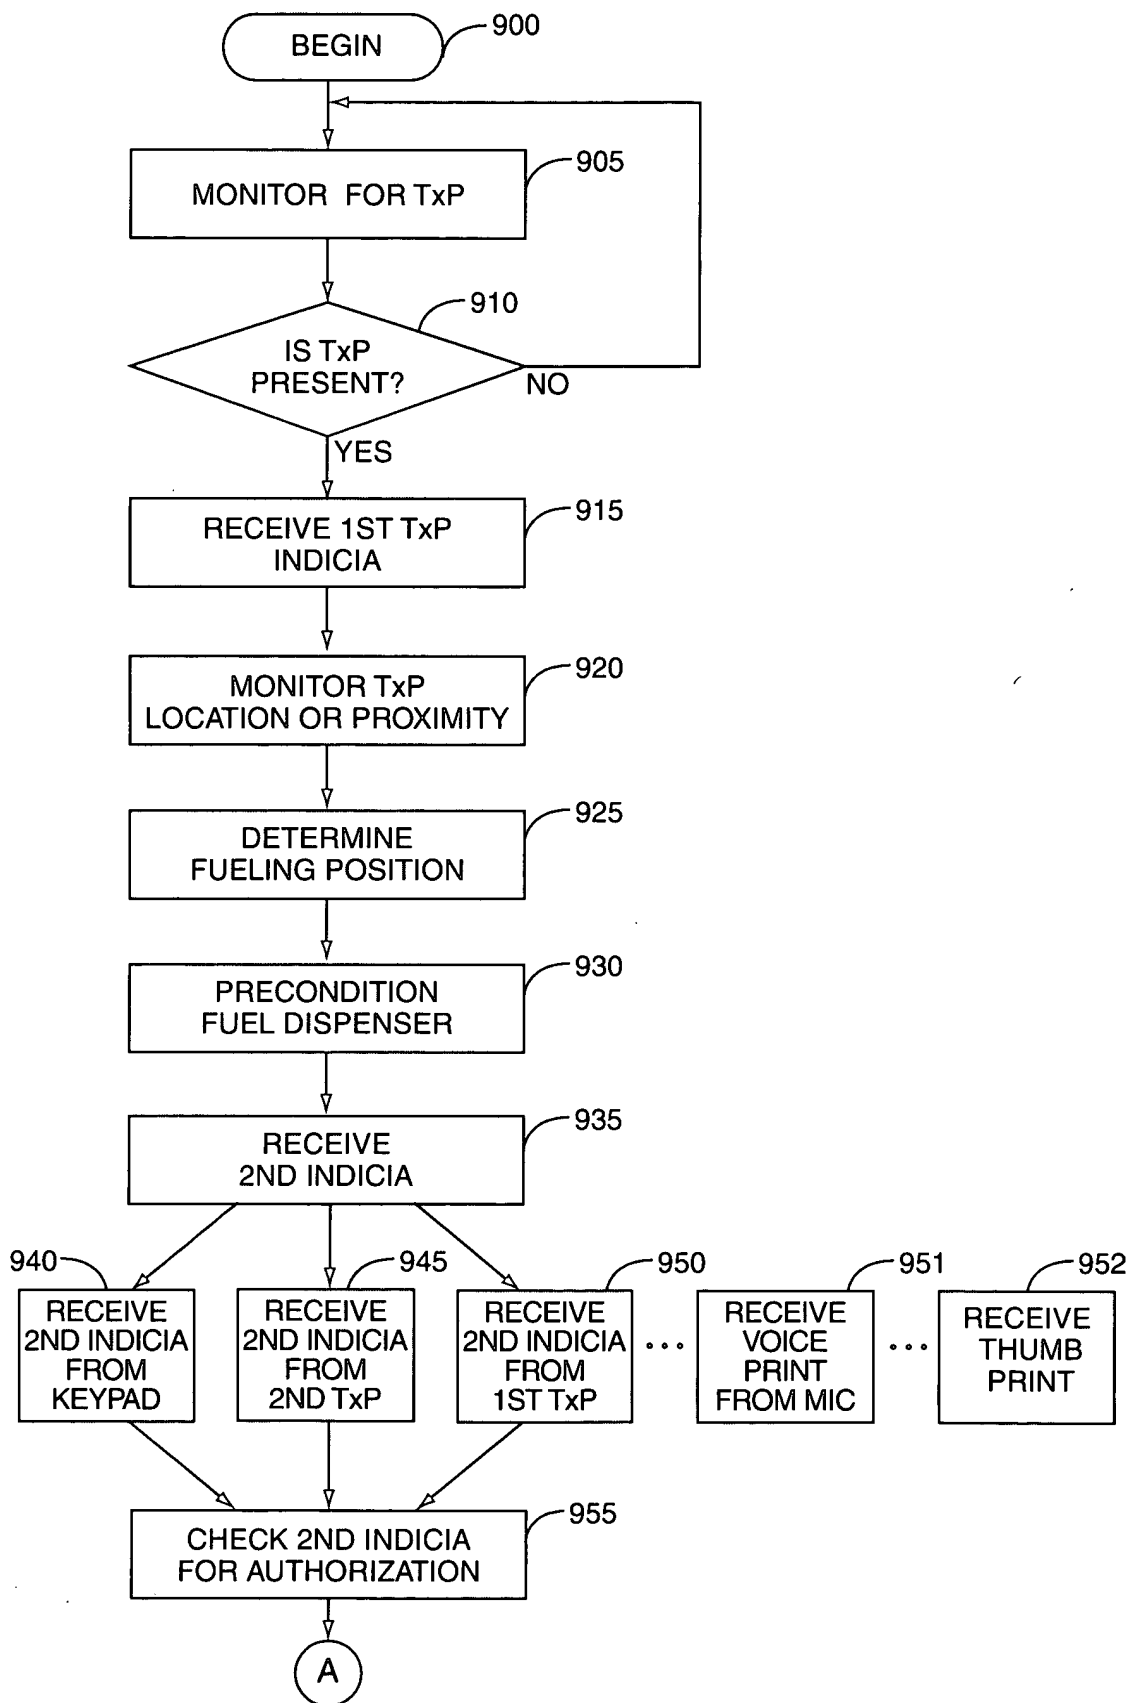 BEGIN
900
MONITOR FOR TxP
905
910
IS TxP
PRESENT?
NO
YES
RECEIVE 1ST TxP
INDICIA
915
MONITOR TxP
LOCATION OR PROXIMITY
920
DETERMINE
FUELING POSITION
925
PRECONDITION
FUEL DISPENSER
930
RECEIVE
2ND INDICIA
935
940
RECEIVE
2ND INDICIA
FROM
KEYPAD
945
RECEIVE
2ND INDICIA
FROM
2ND TxP
950
RECEIVE
2ND INDICIA
FROM
1ST TxP
951
RECEIVE
VOICE
PRINT
FROM MIC
952
RECEIVE
THUMB
PRINT
CHECK 2ND INDICIA
FOR AUTHORIZATION
955
A